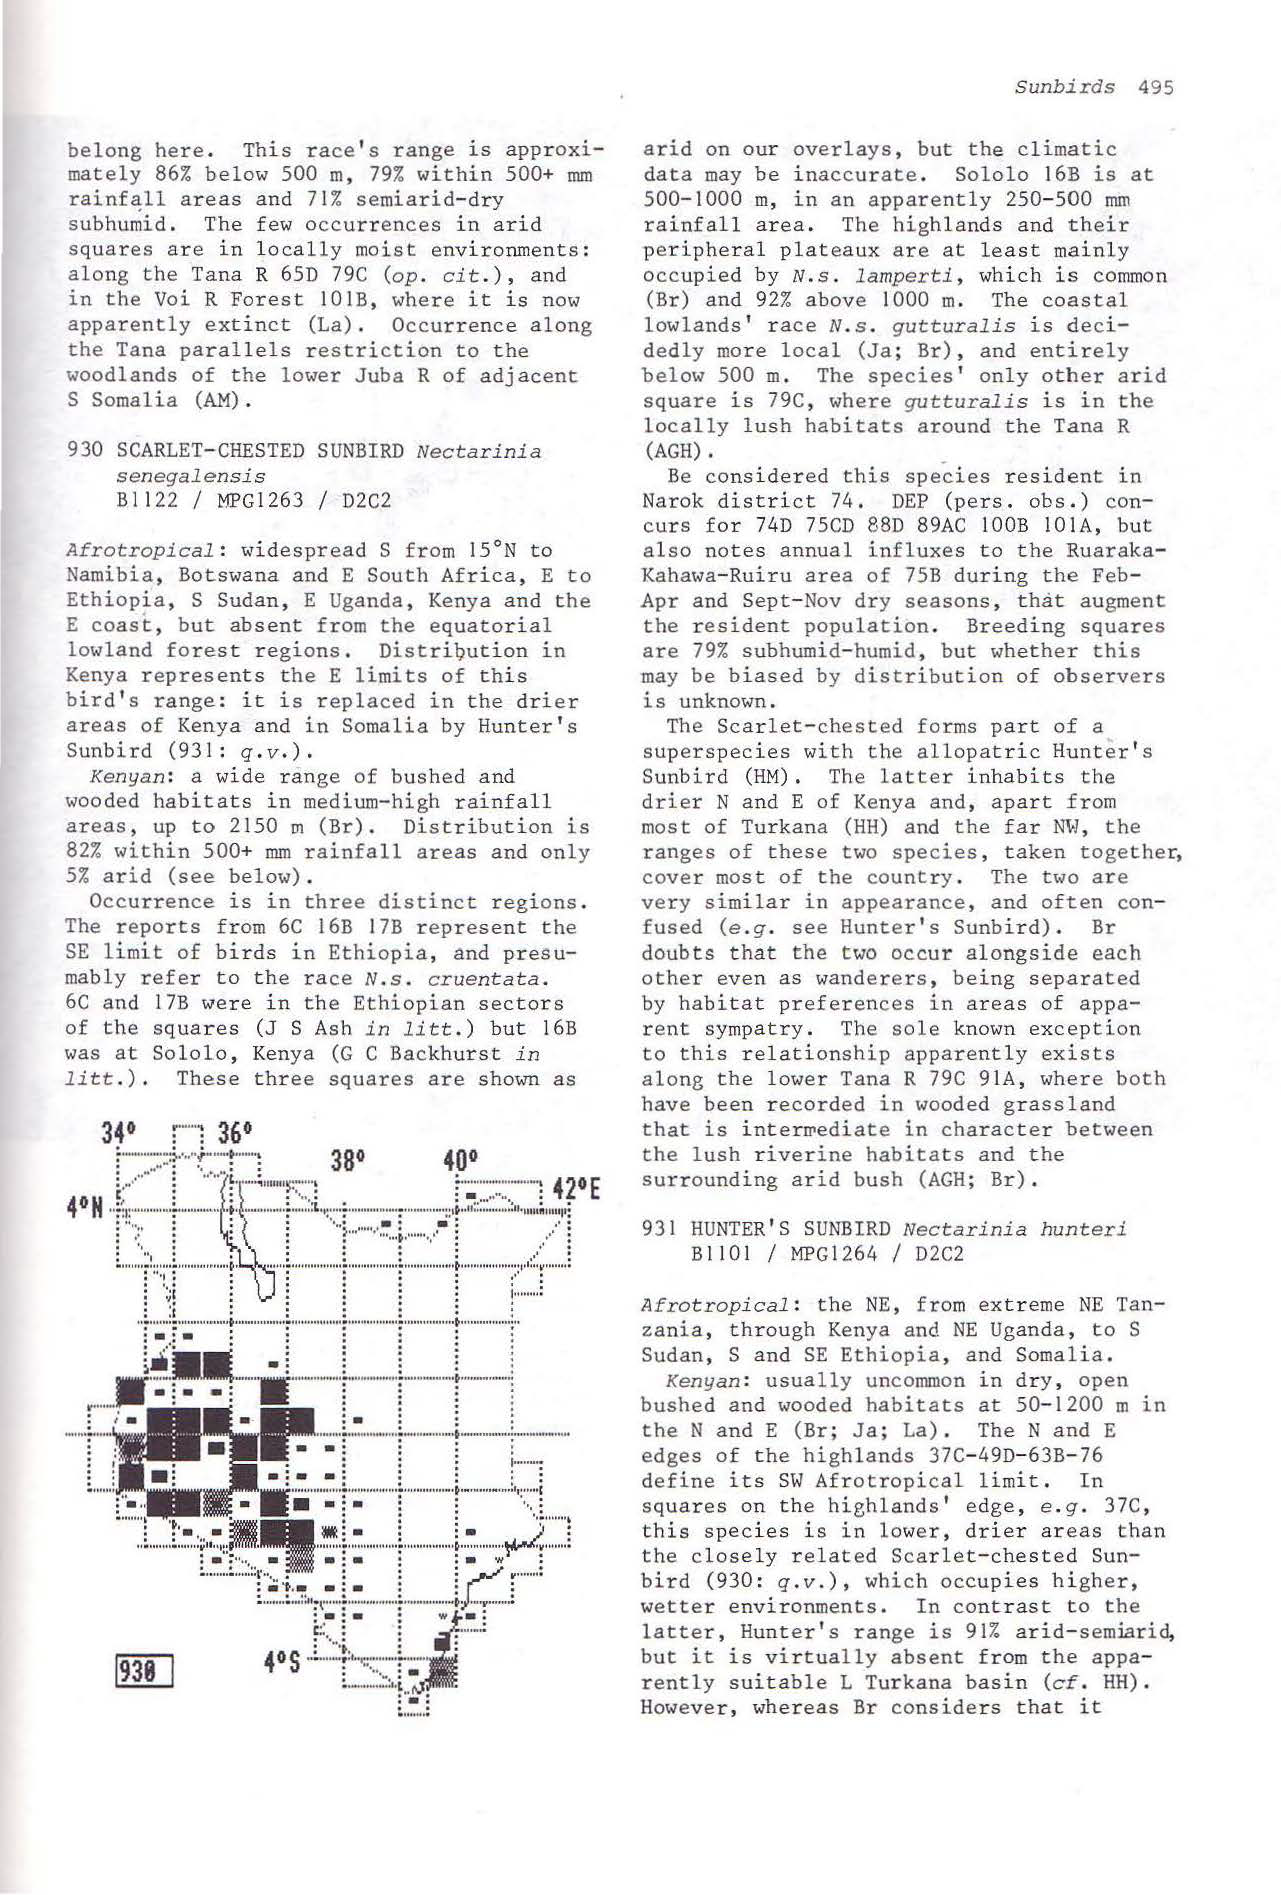 Sunbirds 495
belong here. This race's range is approxi-
mately 86% below 500 m, 79% within 500+ mm
rainfall areas and 71% semiarid-dry
subhumid. The few occurrences in arid
squares are in locally moist environments:
along the Tana R 65D 79C (op. cit.), and
in the Voi R Forest 101B, where it is now
apparently extinct (La). Occurrence along
the Tana parallels restriction to the
woodlands of the lower Juba R of adjacent
S Somalia (AM).
930 SCARLET-CHESTED SUNBIRD Nectarinia
senegalensis
B1122 / MPG1263 / D2C2
Afrotropical: widespread S from 15°N to
Namibia, Botswana and E South Africa, E to
Ethiopia, S Sudan, E Uganda, Kenya and the
E coast, but absent from the equatorial
lowland forest regions. Distribution in
Kenya represents the E limits of this
bird's range: it is replaced in the drier
areas of Kenya and in Somalia by Hunter's
Sunbird (931: q.v.).
Kenyan: a wide range of bushed and
wooded habitats in medium-high rainfall
areas, up to 2150 m (Br). Distribution is
82% within 500+ mm rainfall areas and only
5% arid (see below).
Occurrence is in three distinct regions.
The reports from 6C 16B 17B represent the
SE limit of birds in Ethiopia, and presu-
mably refer to the race N.s. cruentata.
6C and 17B were in the Ethiopian sectors
of the squares (J S Ash in litt.) but 16B
was at Sololo, Kenya (G C Backhurst in
litt.). These three squares are shown as
34° 36°
38° 40°
42°E
4°N
W
W
4°S
930
arid on our overlays, but the climatic
data may be inaccurate. Sololo 16B is at
500-1000 m, in an apparently 250-500 mm
rainfall area. The highlands and their
peripheral plateaux are at least mainly
occupied by N.s. lamperti, which is common
(Br) and 92% above 1000 m. The coastal
lowlands' race N.s. gutturalis is deci-
dedly more local (Ja; Br), and entirely
below 500 m. The species' only other arid
square is 79C, where gutturalis is in the
locally lush habitats around the Tana R
(AGH).
Be considered this species resident in
Narok district 74. DEP (pers. obs.) con-
curs for 74D 75CD 88D 89AC 100B 101A, but
also notes annual influxes to the Ruaraka-
Kahawa-Ruiru area of 75B during the Feb-
Apr and Sept-Nov dry seasons, that augment
the resident population. Breeding squares
are 79% subhumid-humid, but whether this
may be biased by distribution of observers
is unknown.
The Scarlet-chested forms part of a
superspecies with the allopatric Hunter's
Sunbird (HM). The latter inhabits the
drier N and E of Kenya and, apart from
most of Turkana (HH) and the far NW, the
ranges of these two species, taken together,
cover most of the country. The two are
very similar in appearance, and often con-
fused (e.g. see Hunter's Sunbird). Br
doubts that the two occur alongside each
other even as wanderers, being separated
by habitat preferences in areas of appa-
rent sympatry. The sole known exception
to this relationship apparently exists
along the lower Tana R 79C 91A, where both
have been recorded in wooded grassland
that is intermediate in character between
the lush riverine habitats and the
surrounding arid bush (AGH; Br).
931 HUNTER'S SUNBIRD Nectarinia hunteri
B1101 / MPG1264 / D2C2
Afrotropical: the NE, from extreme NE Tan-
zania, through Kenya and NE Uganda, to S
Sudan, S and SE Ethiopia, and Somalia.
Kenyan: usually uncommon in dry, open
bushed and wooded habitats at 50-1200 m in
the N and E (Br; Ja; La). The N and E
edges of the highlands 37C-49D-63B-76
define its SW Afrotropical limit. In
squares on the highlands' edge, e.g. 37C,
this species is in lower, drier areas than
the closely related Scarlet-chested Sun-
bird (930: q.v.), which occupies higher,
wetter environments. In contrast to the
latter, Hunter's range is 91% arid-semiarid,
but it is virtually absent from the appa-
rently suitable L Turkana basin (cf. HH).
However, whereas Br considers that it